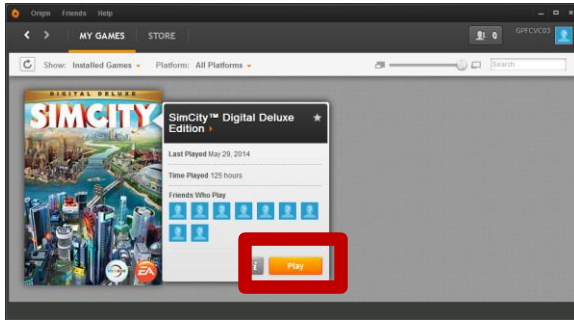 Origin Friends Help
MY GAMES STORE
0 GPFCVC03
Show: Installed Games Platform: All Platforms Search
DIGITAL DELUXE
SIMCITY
SimCity™ Digital Deluxe
Edition
Last Played May 29, 2014
Time Played 125 hours
Friends Who Play
i Play
EA